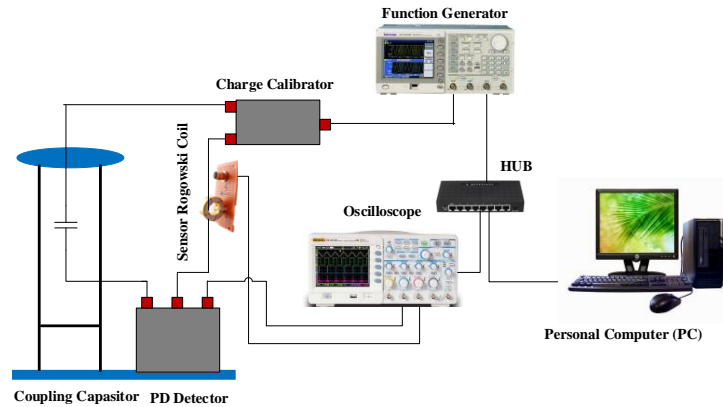 Function Generator
Charge Calibrator
Sensor Rogowski Coil
HUB
Oscilloscope
Personal Computer (PC)
Coupling Capasitor
PD Detector